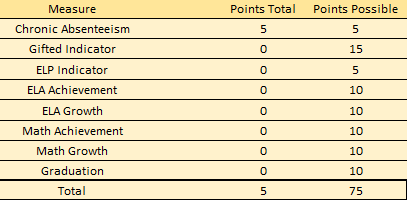 Measure Points Total Points Possible
Chronic Absenteeism 5 5
Gifted Indicator 0 15
ELP Indicator 0 5
ELA Achievement 0 10
ELA Growth 0 10
Math Achievement 0 10
Math Growth 0 10
Graduation 0 10
Total 5 75